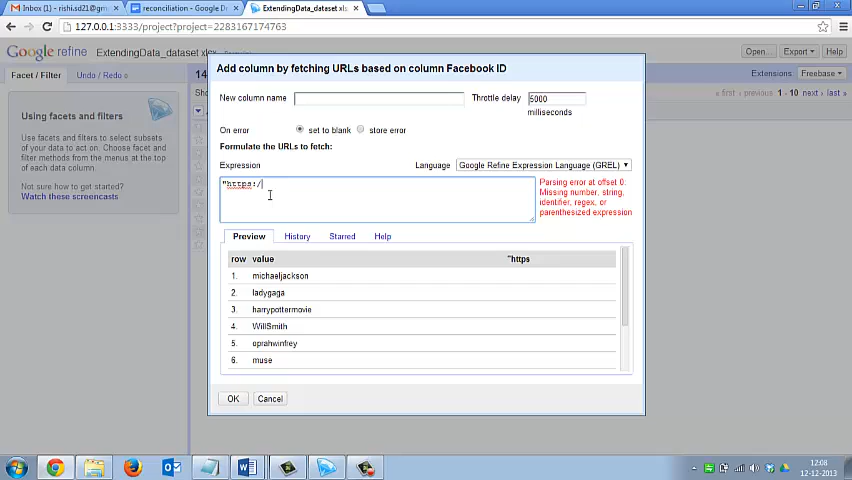 Inbox (1) - rishi.sd21@gm
reconciliation - Google D
ExtendingData_dataset xls
127.0.0.1:3333/project?project=2283167174763
Google refine
ExtendingData_dataset xlsx
Open...
Export
Help
Facet / Filter
Undo / Redo 0
14
Extensions:
Freebase
Sho
« first ‹ previous 1 - 10 next › last »
Using facets and filters
Use facets and filters to select subsets
of your data to act on. Choose facet and
filter methods from the menus at the top
of each data column.
Not sure how to get started?
Watch these screencasts
Add column by fetching URLs based on column Facebook ID
New column name
Throttle delay
5000
milliseconds
On error
set to blank
store error
Formulate the URLs to fetch:
Expression
Language
Google Refine Expression Language (GREL)
"https:/
Parsing error at offset 0:
Missing number, string,
identifier, regex, or
parenthesized expression
Preview
History
Starred
Help
row value "https
1. michaeljackson
2. ladygaga
3. harrypottermovie
4. WillSmith
5. oprahwinfrey
6. muse
OK
Cancel
12:08
12-12-2013